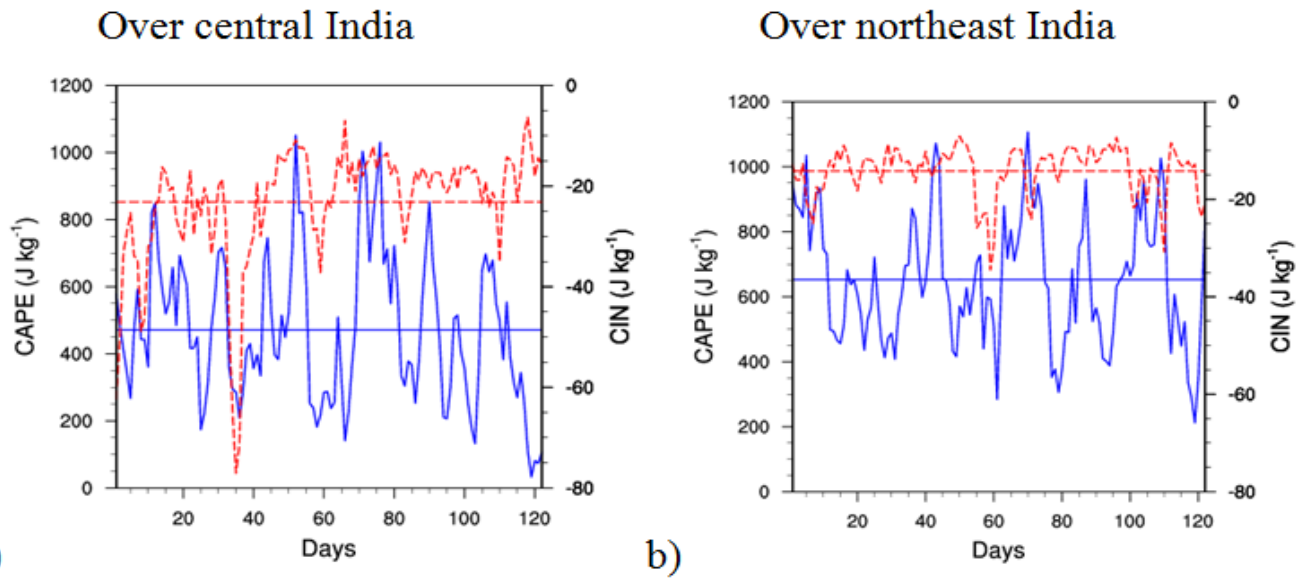 Over central India
Over northeast India
1200
1000
800
600
400
200
0
CAPE (J kg⁻¹)
0
-20
-40
-60
-80
CIN (J kg⁻¹)
20 40 60 80 100 120
Days
)
1200
1000
800
600
400
200
0
CAPE (J kg⁻¹)
0
-20
-40
-60
-80
CIN (J kg⁻¹)
20 40 60 80 100 120
Days
b)